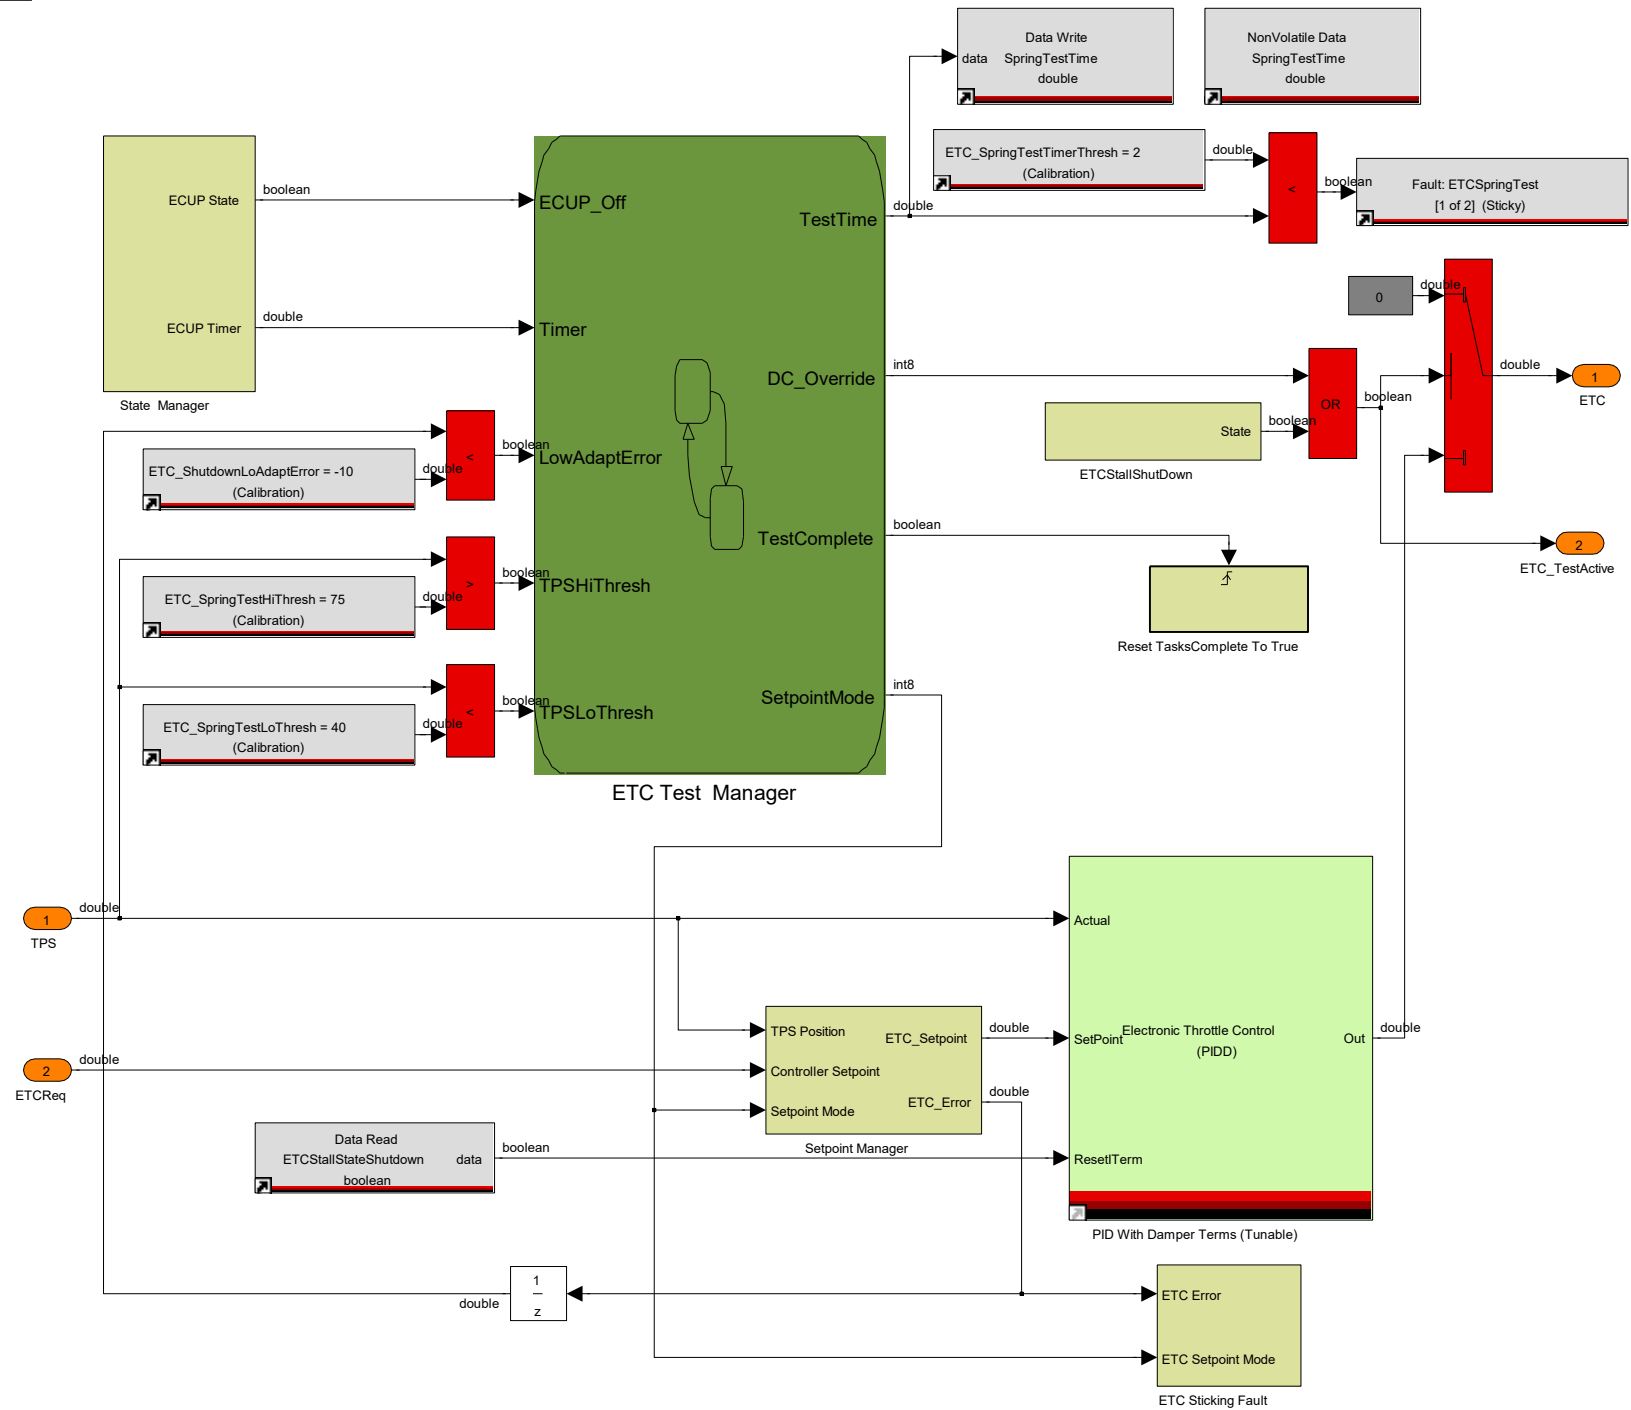 Data Write
data SpringTestTime
double
NonVolatile Data
SpringTestTime
double
ETC_SpringTestTimerThresh = 2
(Calibration)
double
<
boolean
Fault: ETCSpringTest
[1 of 2] (Sticky)
ECUP State
boolean
ECUP_Off
TestTime
double
ECUP Timer
double
Timer
State Manager
0
double
DC_Override
int8
OR
boolean
State
boolean
ETCStallShutDown
double
1
ETC
2
ETC_TestActive
ETC_ShutdownLoAdaptError = -10
(Calibration)
double
<
boolean
LowAdaptError
TestComplete
boolean
Reset TasksComplete To True
ETC_SpringTestHiThresh = 75
(Calibration)
double
>
boolean
TPSHiThresh
ETC_SpringTestLoThresh = 40
(Calibration)
double
<
boolean
TPSLoThresh
SetpointMode
int8
ETC Test Manager
1
TPS
double
Actual
TPS Position
ETC_Setpoint
double
SetPoint
Electronic Throttle Control
(PIDD)
Out
double
2
ETCReq
double
Controller Setpoint
ETC_Error
double
Setpoint Mode
Setpoint Manager
Data Read
ETCStallStateShutdown data
boolean
boolean
ResetITerm
PID With Damper Terms (Tunable)
1
z
double
ETC Error
ETC Setpoint Mode
ETC Sticking Fault